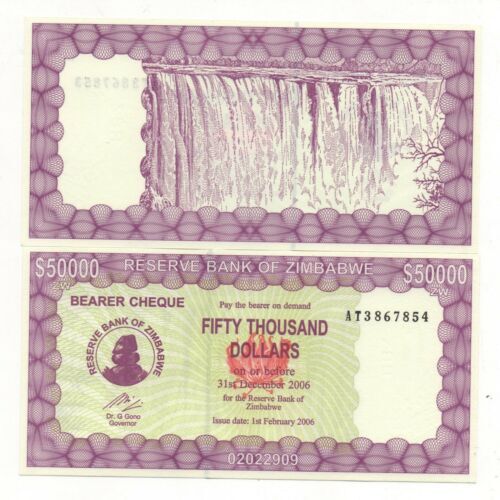 3867853
$50000
ZW
RESERVE BANK OF ZIMBABWE
$50000
ZW
BEARER CHEQUE
Pay the bearer on demand
AT3867854
FIFTY THOUSAND
DOLLARS
on or before
31st December 2006
for the Reserve Bank of
Zimbabwe
Issue date: 1st February 2006
RESERVE BANK OF ZIMBABWE
Dr. G Gono
Governor
02022909